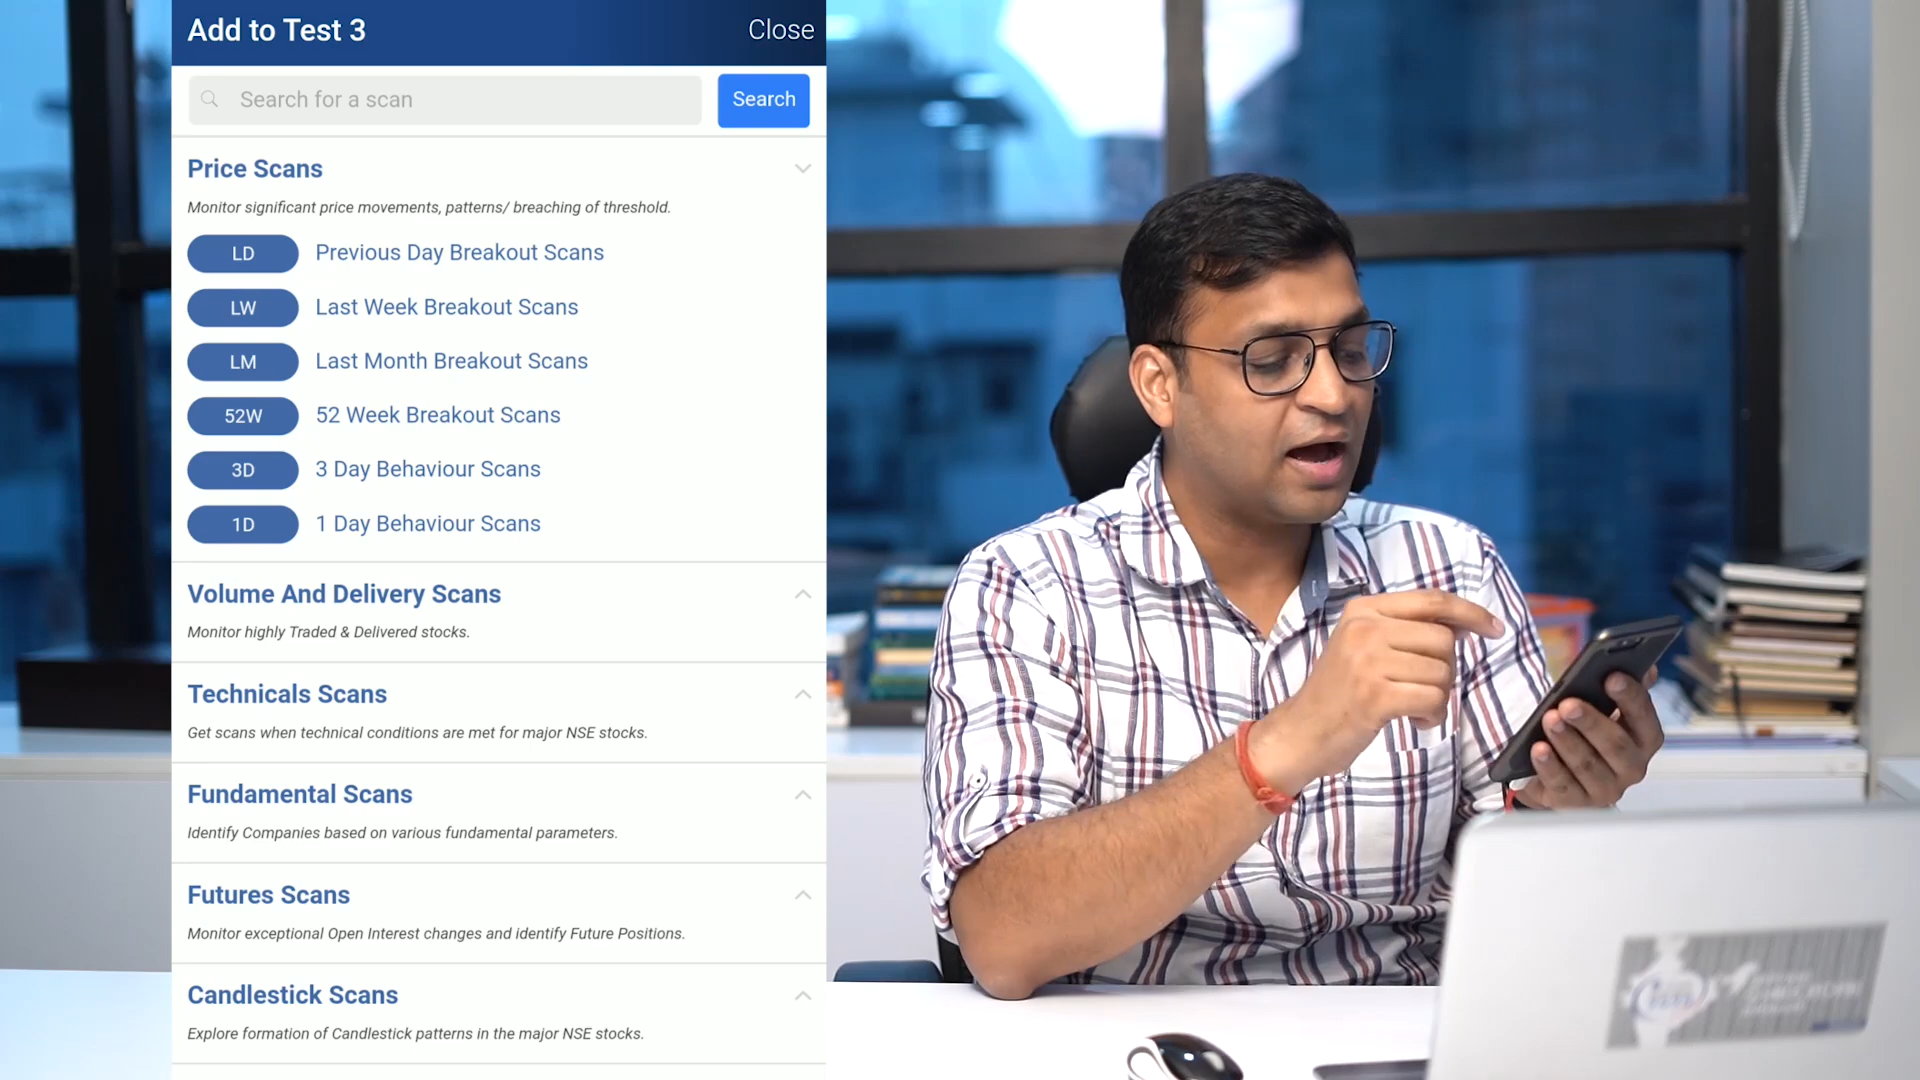 Add to Test 3
Close
Search for a scan
Search
Price Scans
Monitor significant price movements, patterns/ breaching of threshold.
LD Previous Day Breakout Scans
LW Last Week Breakout Scans
LM Last Month Breakout Scans
52W 52 Week Breakout Scans
3D 3 Day Behaviour Scans
1D 1 Day Behaviour Scans
Volume And Delivery Scans
Monitor highly Traded & Delivered stocks.
Technicals Scans
Get scans when technical conditions are met for major NSE stocks.
Fundamental Scans
Identify Companies based on various fundamental parameters.
Futures Scans
Monitor exceptional Open Interest changes and identify Future Positions.
Candlestick Scans
Explore formation of Candlestick patterns in the major NSE stocks.